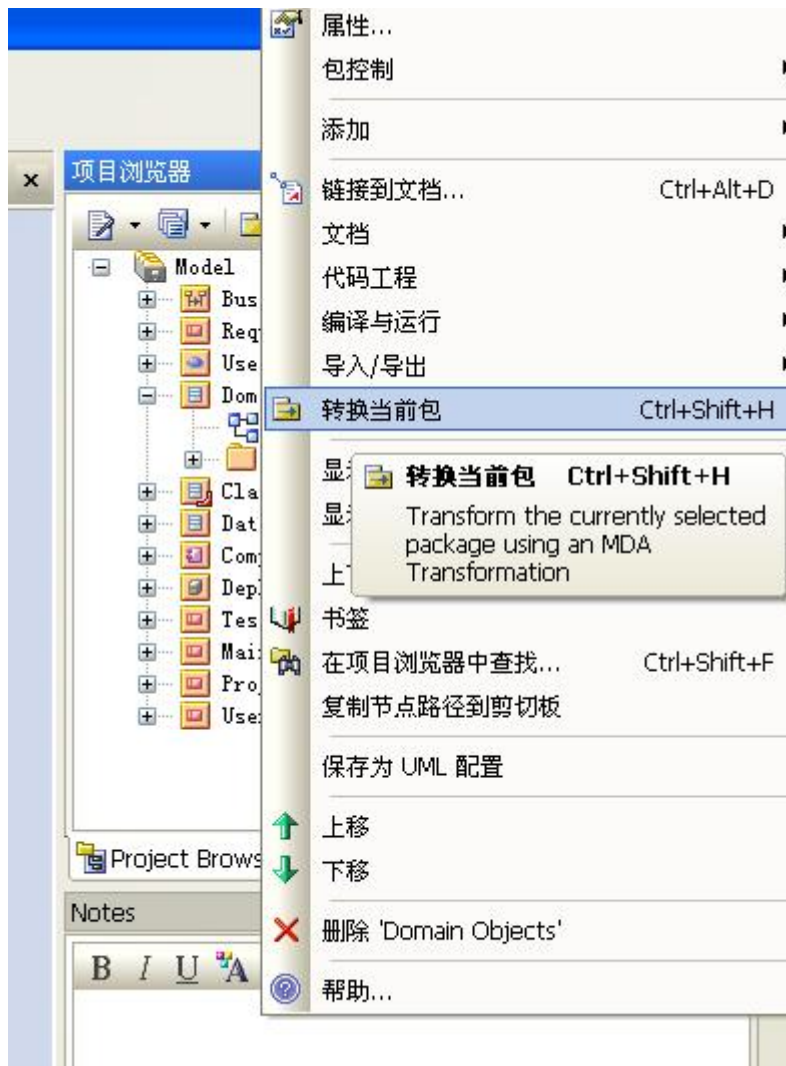 属性...
包控制
添加
项目浏览器
链接到文档... Ctrl+Alt+D
文档
Model
代码工程
Bus
编译与运行
Req
Use
导入/导出
Dom
转换当前包 Ctrl+Shift+H
转换当前包 Ctrl+Shift+H
Cla
Transform the currently selected
Dat
package using an MDA
Com
Transformation
Dep
Tes
书签
Mai
在项目浏览器中查找... Ctrl+Shift+F
Pro
复制节点路径到剪切板
Use
保存为 UML 配置
上移
Project Brows
下移
Notes
删除 'Domain Objects'
B I U A
帮助...